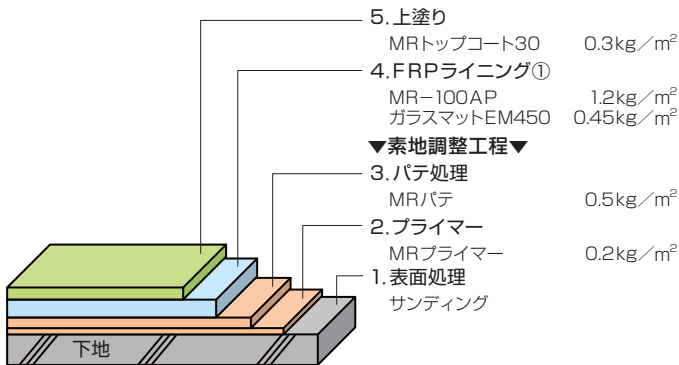 5.上塗り
MRトップコート30 0.3kg／m²
4.FRPライニング①
MR－100AP 1.2kg／m²
ガラスマットEM450 0.45kg／m²
▼素地調整工程▼
3.パテ処理
MRパテ 0.5kg／m²
2.プライマー
MRプライマー 0.2kg／m²
1.表面処理
サンディング
下地